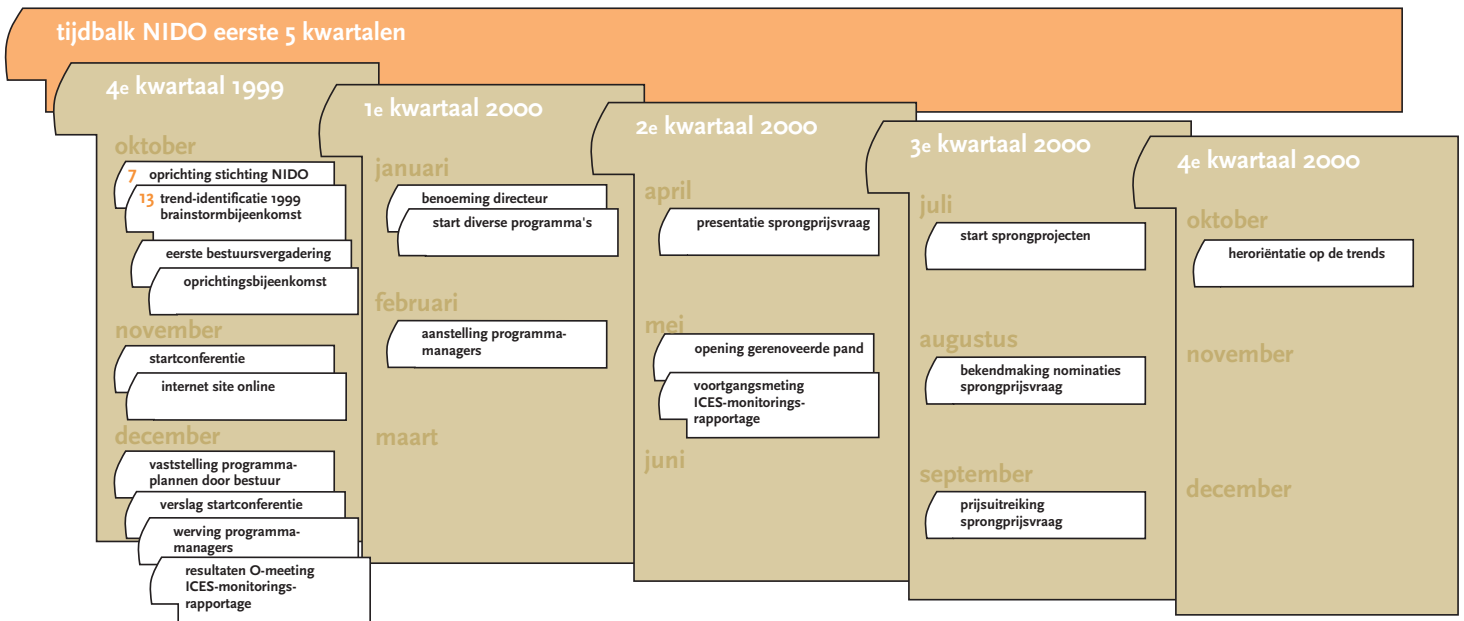 tijdbalk NIDO eerste 5 kwartalen
4e kwartaal 1999
oktober
7 oprichting stichting NIDO
13 trend-identificatie 1999
brainstormbijeenkomst
eerste bestuursvergadering
oprichtingsbijeenkomst
november
startconferentie
internet site online
december
vaststelling programma-
plannen door bestuur
verslag startconferentie
werving programma-
managers
resultaten O-meeting
ICES-monitorings-
rapportage
1e kwartaal 2000
januari
benoeming directeur
start diverse programma's
februari
aanstelling programma-
managers
maart
2e kwartaal 2000
april
presentatie sprongprijsvraag
mei
opening gerenoveerde pand
voortgangsmeting
ICES-monitorings-
rapportage
juni
3e kwartaal 2000
juli
start sprongprojecten
augustus
bekendmaking nominaties
sprongprijsvraag
september
prijsuitreiking
sprongprijsvraag
4e kwartaal 2000
oktober
heroriëntatie op de trends
november
december